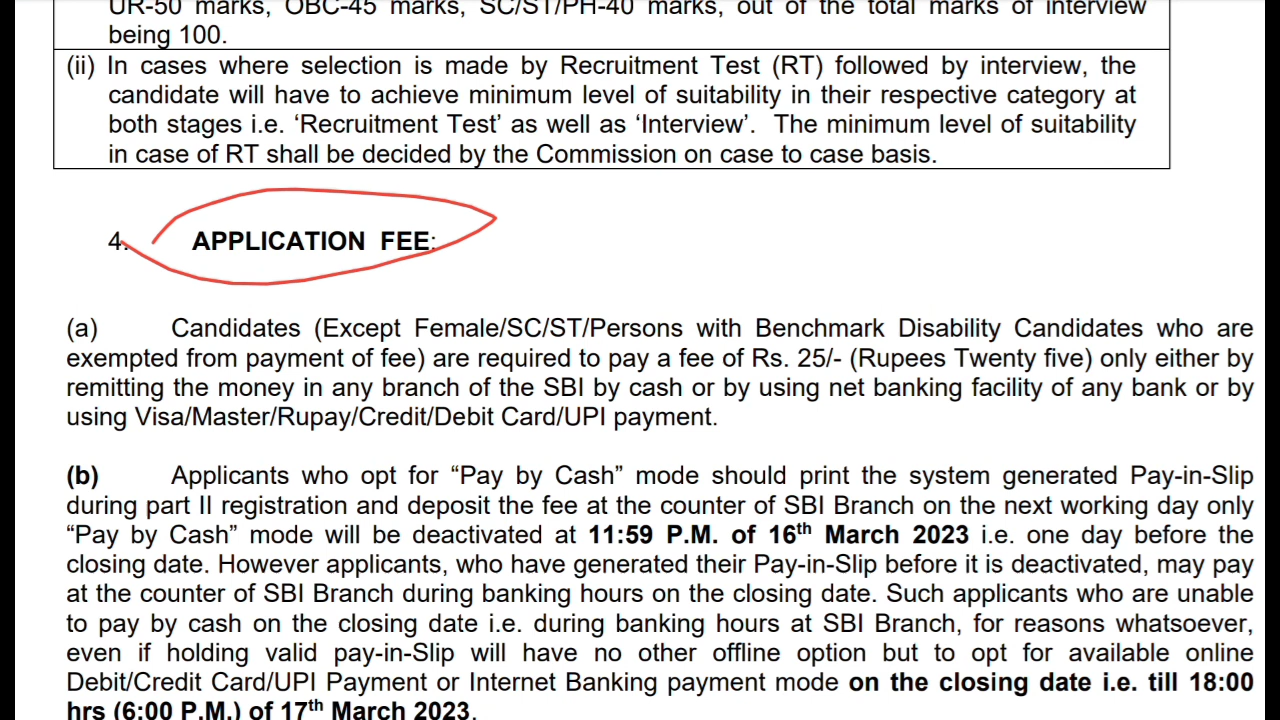 UR-50 marks, OBC-45 marks, SC/ST/PH-40 marks, out of the total marks of interview
being 100.
(ii) In cases where selection is made by Recruitment Test (RT) followed by interview, the
candidate will have to achieve minimum level of suitability in their respective category at
both stages i.e. ‘Recruitment Test’ as well as ‘Interview’. The minimum level of suitability
in case of RT shall be decided by the Commission on case to case basis.
4. APPLICATION FEE:
(a) Candidates (Except Female/SC/ST/Persons with Benchmark Disability Candidates who are
exempted from payment of fee) are required to pay a fee of Rs. 25/- (Rupees Twenty five) only either by
remitting the money in any branch of the SBI by cash or by using net banking facility of any bank or by
using Visa/Master/Rupay/Credit/Debit Card/UPI payment.
(b) Applicants who opt for “Pay by Cash” mode should print the system generated Pay-in-Slip
during part II registration and deposit the fee at the counter of SBI Branch on the next working day only
“Pay by Cash” mode will be deactivated at 11:59 P.M. of 16th March 2023 i.e. one day before the
closing date. However applicants, who have generated their Pay-in-Slip before it is deactivated, may pay
at the counter of SBI Branch during banking hours on the closing date. Such applicants who are unable
to pay by cash on the closing date i.e. during banking hours at SBI Branch, for reasons whatsoever,
even if holding valid pay-in-Slip will have no other offline option but to opt for available online
Debit/Credit Card/UPI Payment or Internet Banking payment mode on the closing date i.e. till 18:00
hrs (6:00 P.M.) of 17th March 2023.